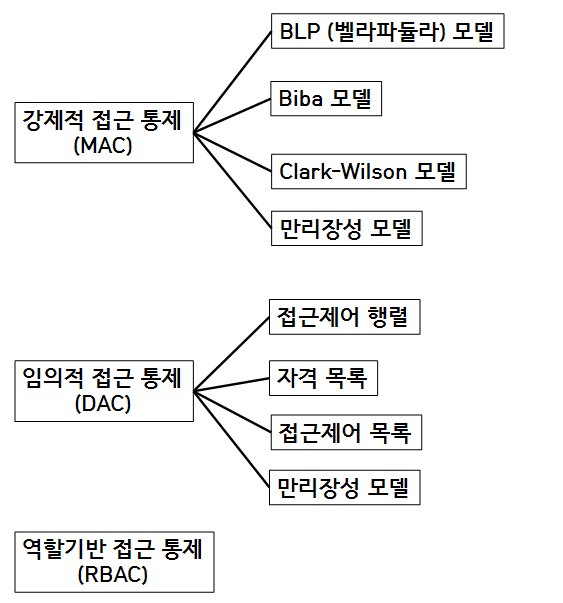 BLP (벨라파듈라) 모델
Biba 모델
강제적 접근 통제
(MAC)
Clark-Wilson 모델
만리장성 모델
접근제어 행렬
임의적 접근 통제
(DAC)
자격 목록
접근제어 목록
만리장성 모델
역할기반 접근 통제
(RBAC)